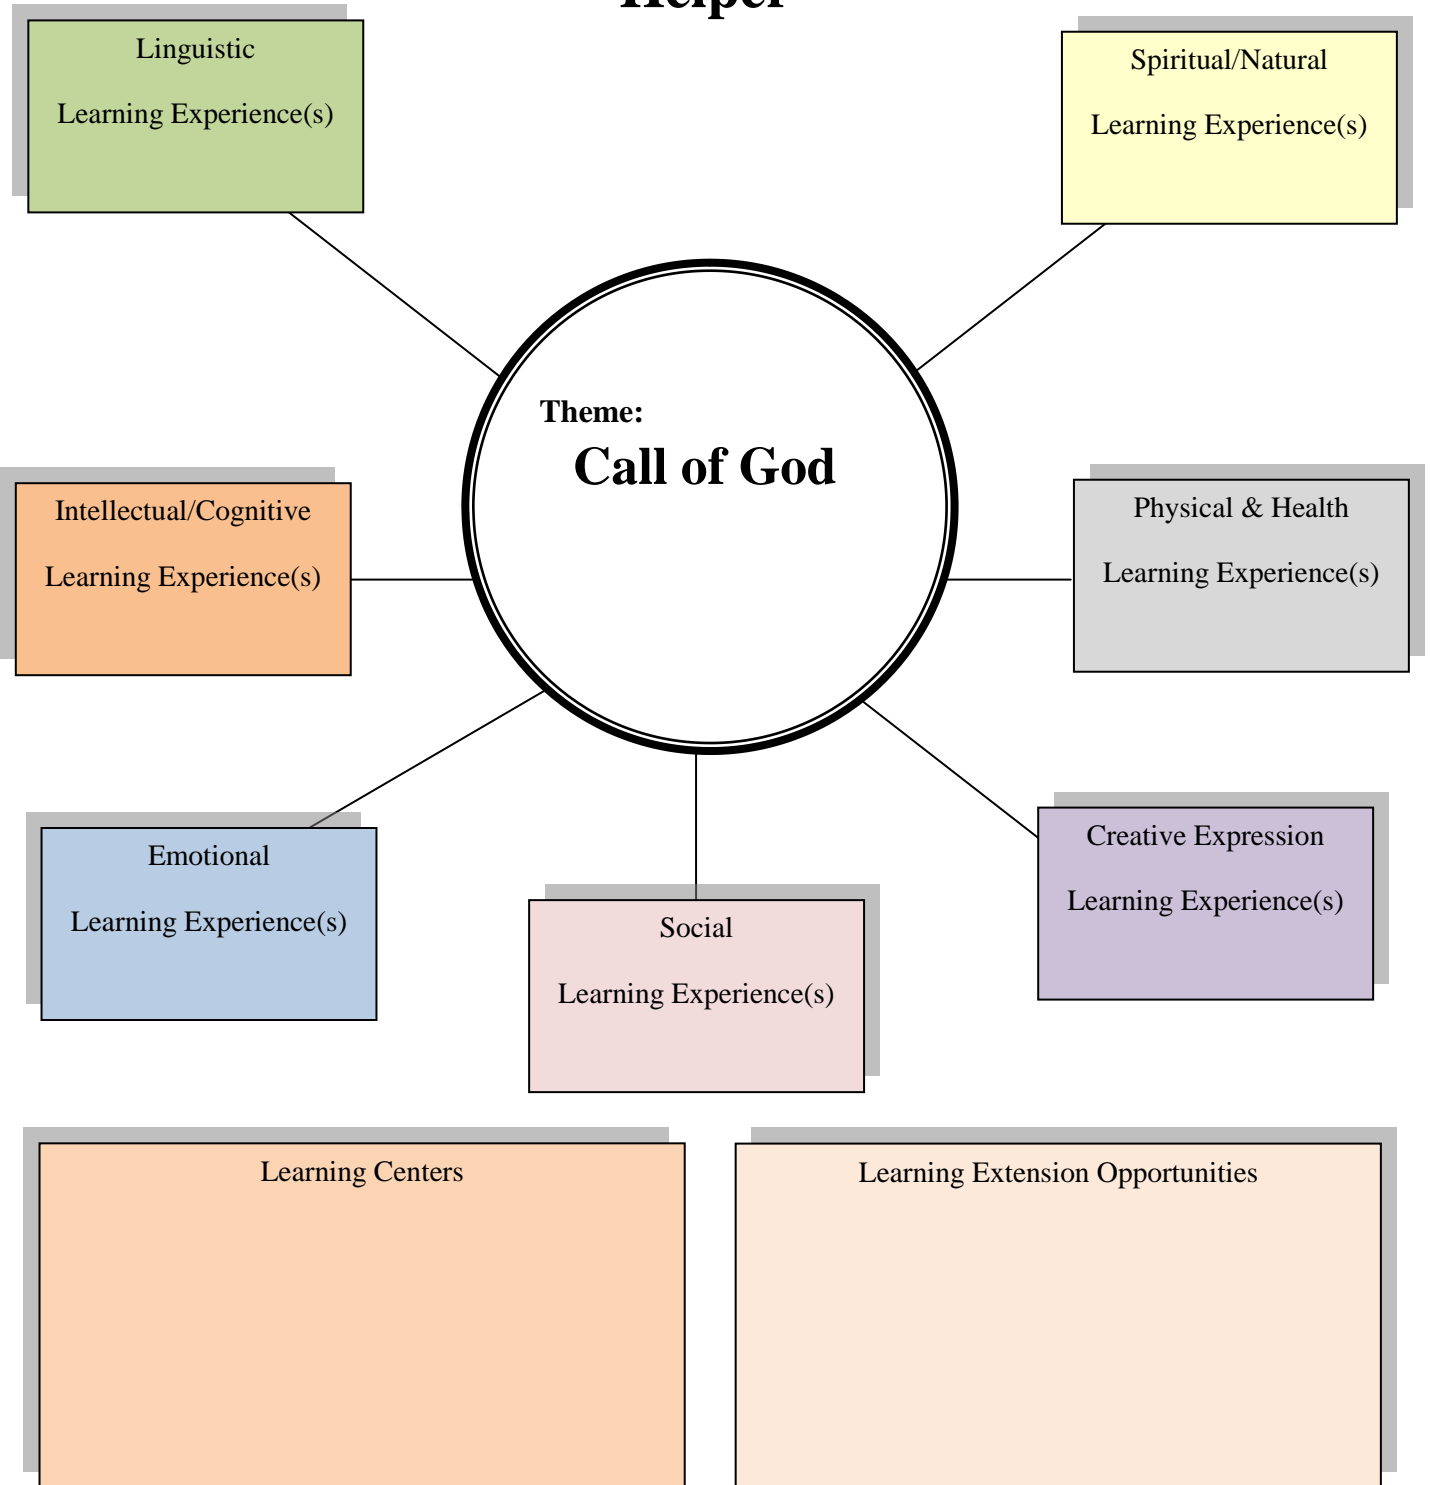 Helper
Linguistic
Learning Experience(s)
Spiritual/Natural
Learning Experience(s)
Theme:
Call of God
Intellectual/Cognitive
Learning Experience(s)
Physical & Health
Learning Experience(s)
Emotional
Learning Experience(s)
Social
Learning Experience(s)
Creative Expression
Learning Experience(s)
Learning Centers
Learning Extension Opportunities